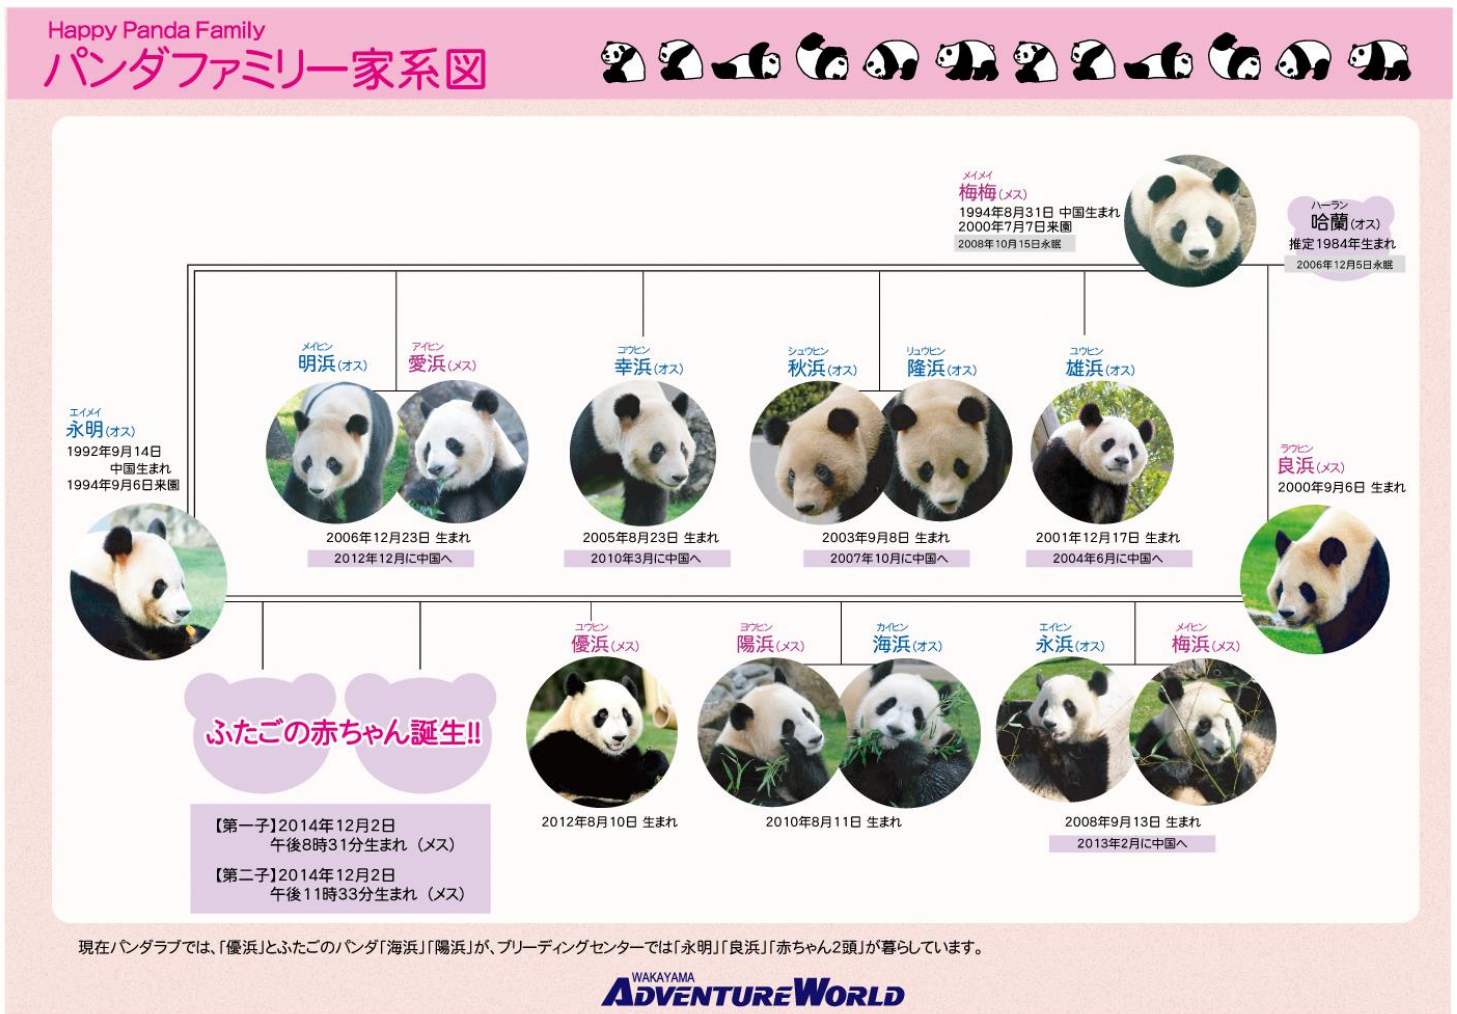 Happy Panda Family
パンダファミリー家系図
メイメイ
梅梅(メス)
1994年8月31日 中国生まれ
2000年7月7日来園
2008年10月15日永眠
ハーラン
哈蘭(オス)
推定1984年生まれ
2006年12月5日永眠
メイヒン
明浜(オス)
アイヒン
愛浜(メス)
2006年12月23日 生まれ
2012年12月に中国へ
コウヒン
幸浜(オス)
2005年8月23日 生まれ
2010年3月に中国へ
シュウヒン
秋浜(オス)
リュウヒン
隆浜(オス)
2003年9月8日 生まれ
2007年10月に中国へ
ユウヒン
雄浜(オス)
2001年12月17日 生まれ
2004年6月に中国へ
エイメイ
永明(オス)
1992年9月14日
中国生まれ
1994年9月6日来園
ラウヒン
良浜(メス)
2000年9月6日 生まれ
ふたごの赤ちゃん誕生!!
【第一子】2014年12月2日
午後8時31分生まれ (メス)
【第二子】2014年12月2日
午後11時33分生まれ (メス)
ユウヒン
優浜(メス)
2012年8月10日 生まれ
ヨウヒン
陽浜(メス)
カイヒン
海浜(オス)
2010年8月11日 生まれ
エイヒン
永浜(オス)
メイヒン
梅浜(メス)
2008年9月13日 生まれ
2013年2月に中国へ
現在パンダラブでは、「優浜」とふたごのパンダ「海浜」「陽浜」が、ブリーディングセンターでは「永明」「良浜」「赤ちゃん2頭」が暮らしています。
WAKAYAMA
ADVENTURE WORLD